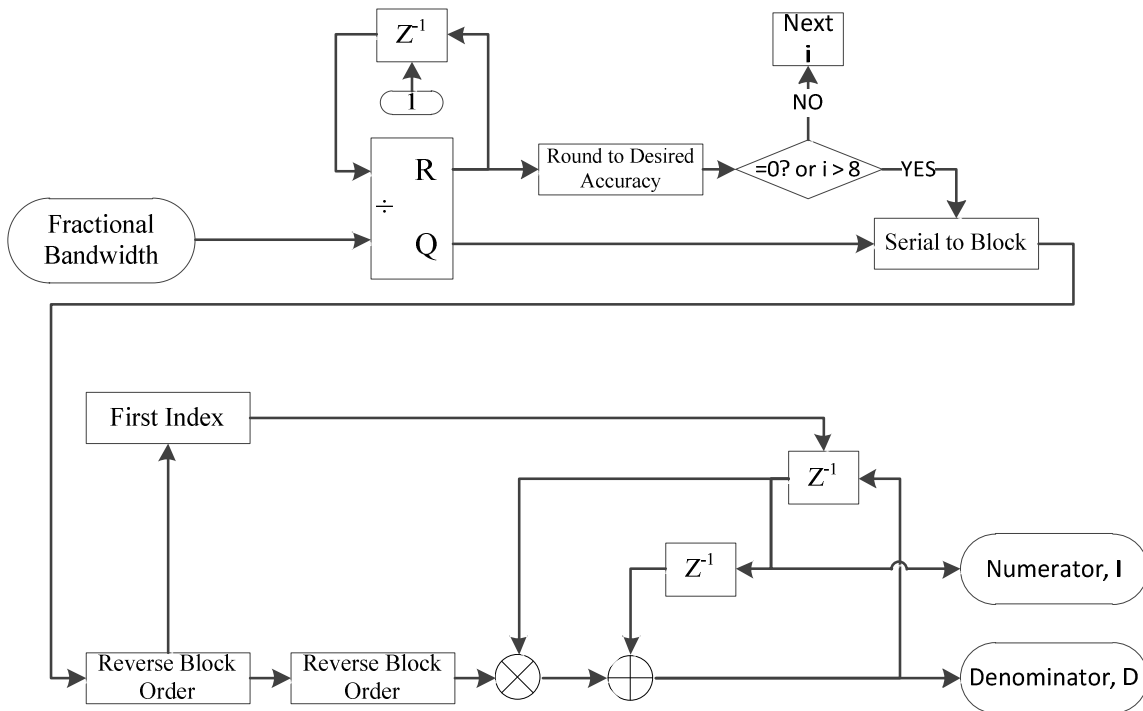 Z⁻¹
1
Next
i
NO
R
÷
Q
Round to Desired
Accuracy
=0? or i > 8
YES
Fractional
Bandwidth
Serial to Block
First Index
Z⁻¹
Z⁻¹
Numerator, I
Reverse Block
Order
Reverse Block
Order
Denominator, D